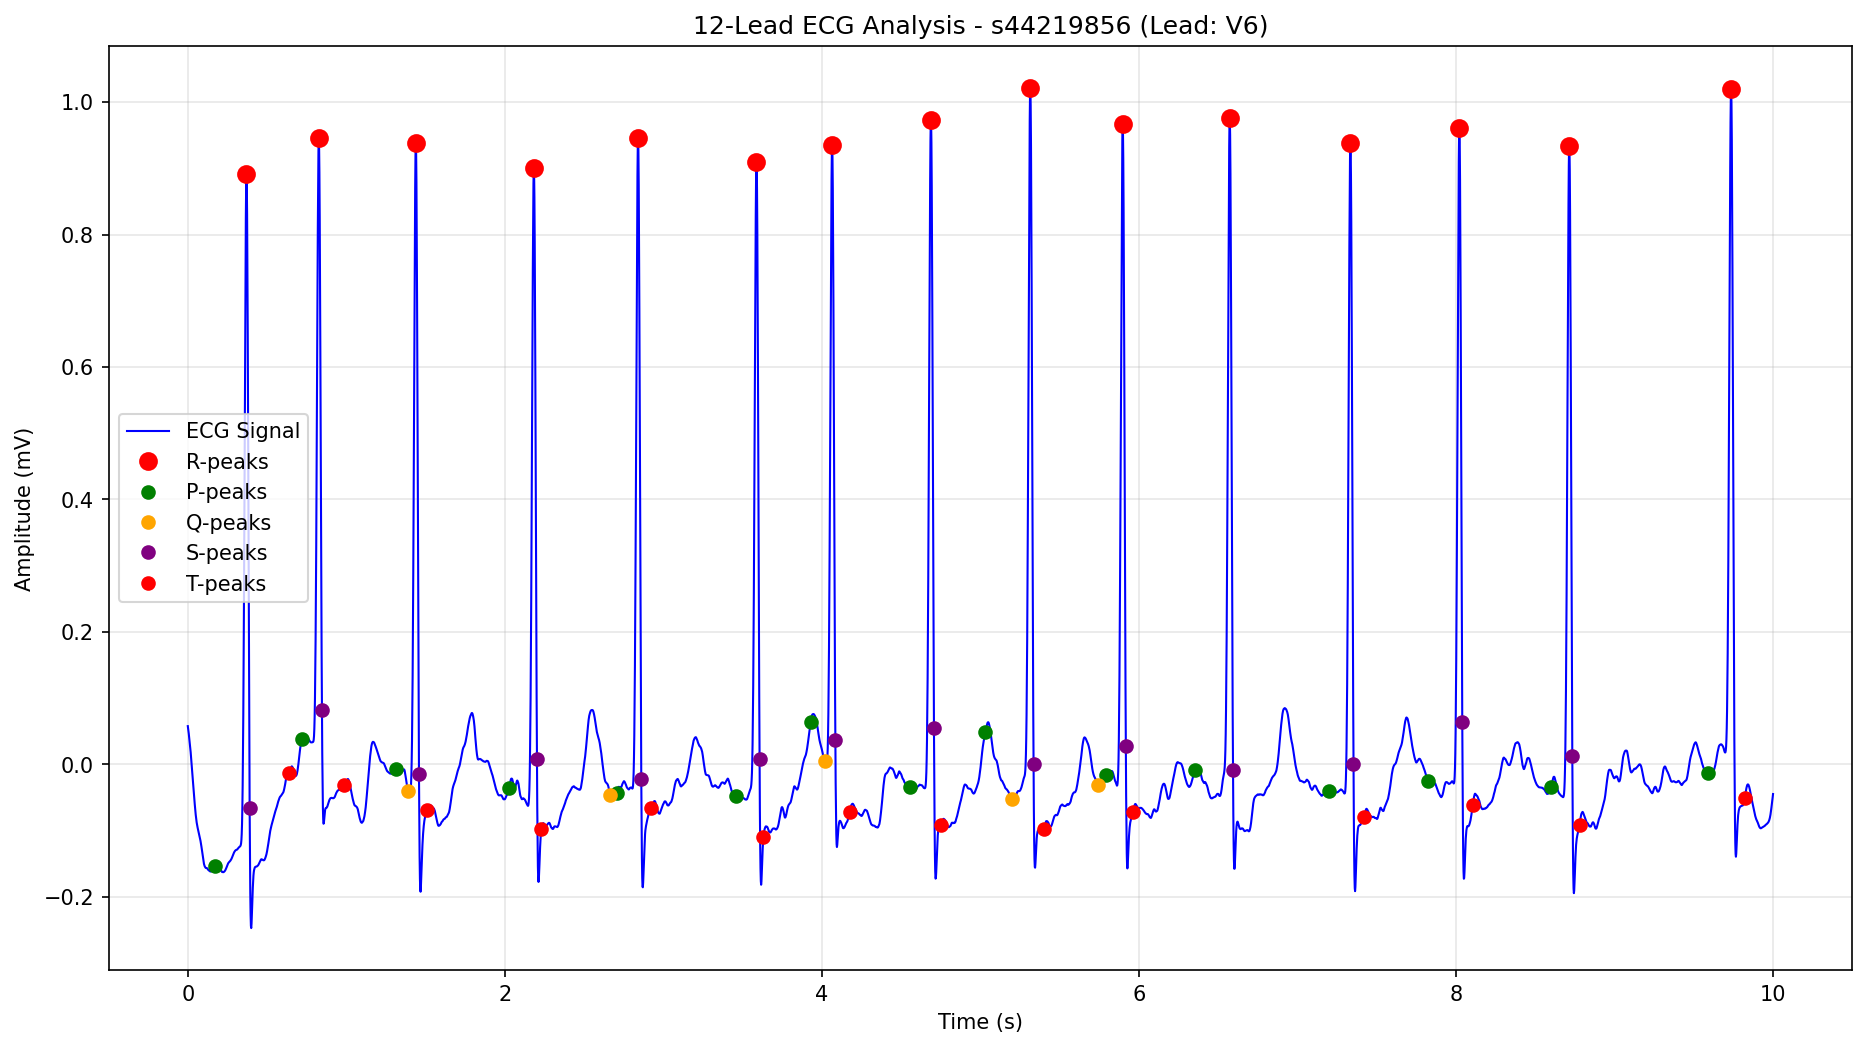 12-Lead ECG Analysis - s44219856 (Lead: V6)
1.0
0.8
0.6
0.4
0.2
0.0
−0.2
Amplitude (mV)
ECG Signal
R-peaks
P-peaks
Q-peaks
S-peaks
T-peaks
0 2 4 6 8 10
Time (s)